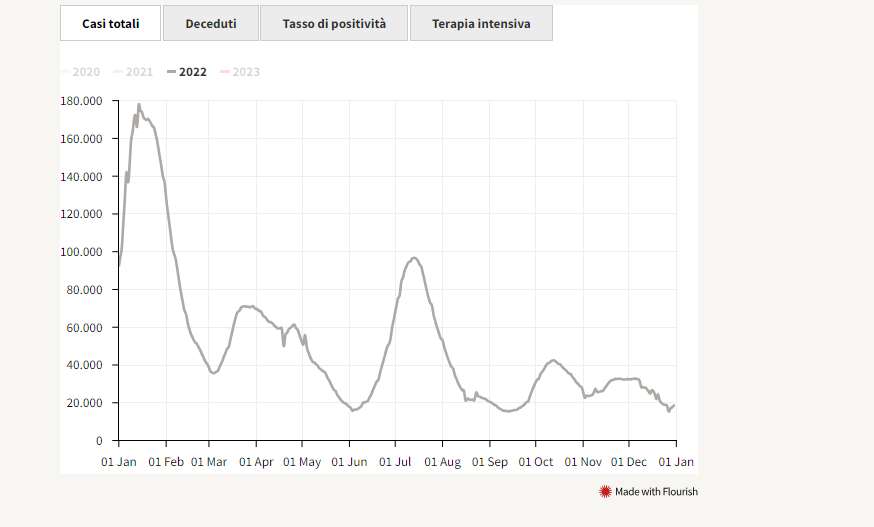 Casi totali Deceduti Tasso di positività Terapia intensiva
2020 2021 2022 2023
180.000
160.000
140.000
120.000
100.000
80.000
60.000
40.000
20.000
0
01 Jan 01 Feb 01 Mar 01 Apr 01 May 01 Jun 01 Jul 01 Aug 01 Sep 01 Oct 01 Nov 01 Dec 01 Jan
Made with Flourish